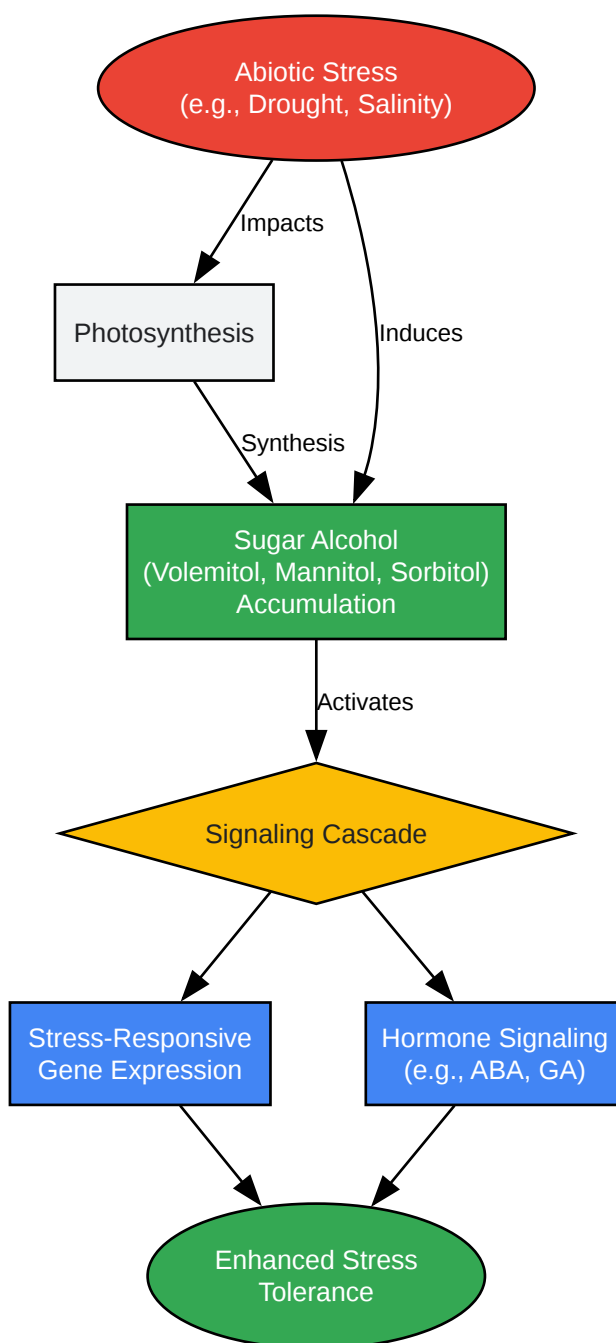 Abiotic Stress
(e.g., Drought, Salinity)
Impacts
Photosynthesis
Induces
Synthesis
Sugar Alcohol
(Volemitol, Mannitol, Sorbitol)
Accumulation
Activates
Signaling Cascade
Stress-Responsive
Gene Expression
Hormone Signaling
(e.g., ABA, GA)
Enhanced Stress
Tolerance